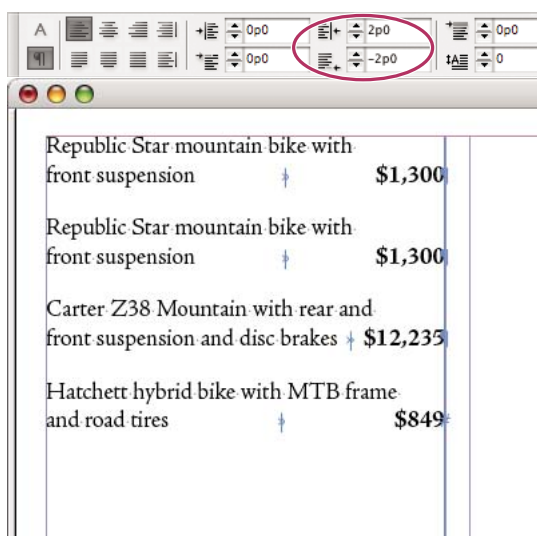 A 0p0 2p0 0p0
¶ 0p0 -2p0 0
Republic Star mountain bike with
front suspension $1,300
Republic Star mountain bike with
front suspension $1,300
Carter Z38 Mountain with rear and
front suspension and disc brakes $12,235
Hatchett hybrid bike with MTB frame
and road tires $849